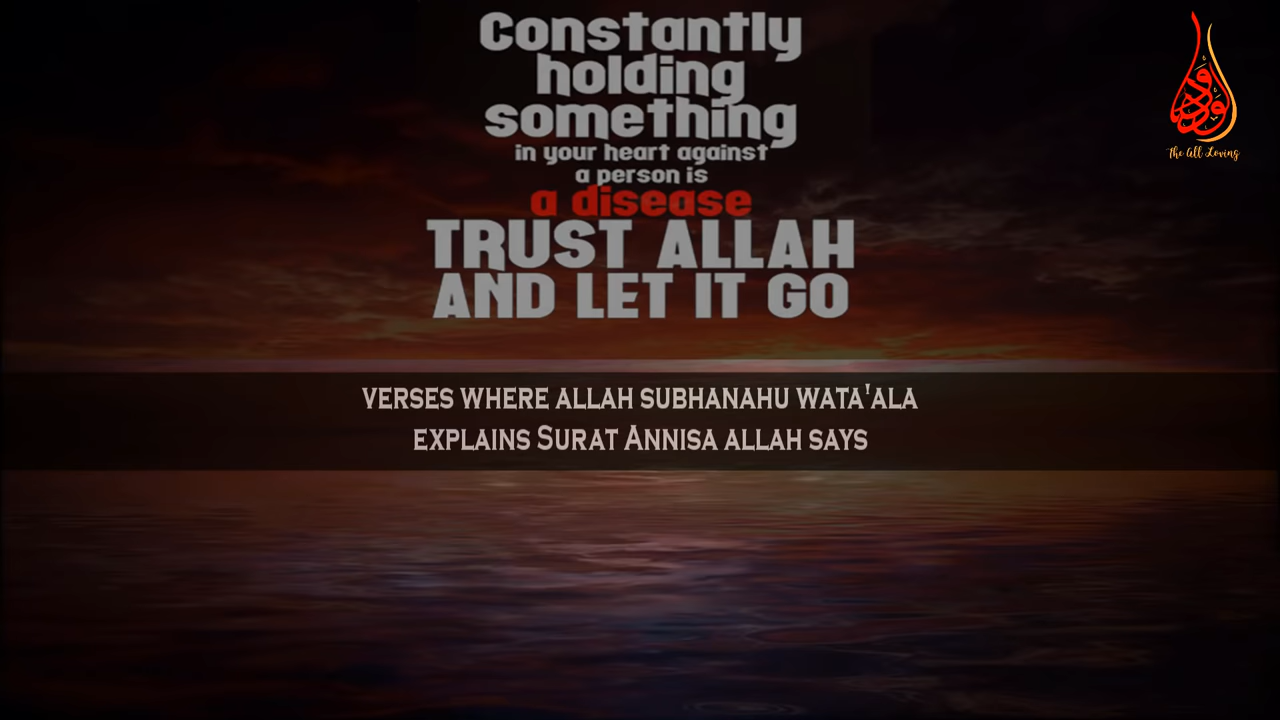 Constantly
holding
something
in your heart against
a person is
a disease
TRUST ALLAH
AND LET IT GO
الودود
The All Loving
VERSES WHERE ALLAH SUBHANAHU WATA'ALA
EXPLAINS SURAT ANNISA ALLAH SAYS